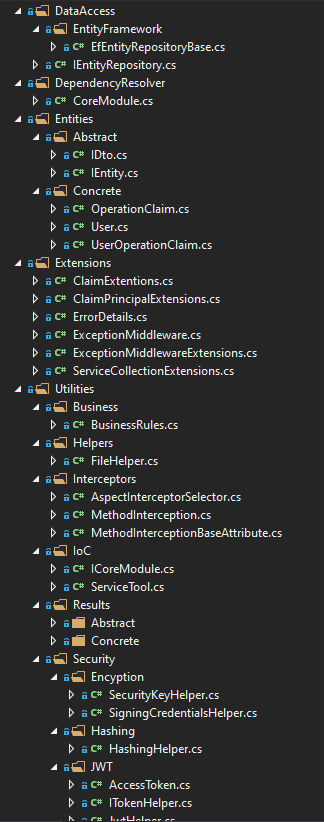 DataAccess
EntityFramework
C# EfEntityRepositoryBase.cs
C# IEntityRepository.cs
DependencyResolver
C# CoreModule.cs
Entities
Abstract
C# IDto.cs
C# IEntity.cs
Concrete
C# OperationClaim.cs
C# User.cs
C# UserOperationClaim.cs
Extensions
C# ClaimExtentions.cs
C# ClaimPrincipalExtensions.cs
C# ErrorDetails.cs
C# ExceptionMiddleware.cs
C# ExceptionMiddlewareExtensions.cs
C# ServiceCollectionExtensions.cs
Utilities
Business
C# BusinessRules.cs
Helpers
C# FileHelper.cs
Interceptors
C# AspectInterceptorSelector.cs
C# MethodInterception.cs
C# MethodInterceptionBaseAttribute.cs
IoC
C# ICoreModule.cs
C# ServiceTool.cs
Results
Abstract
Concrete
Security
Encyption
C# SecurityKeyHelper.cs
C# SigningCredentialsHelper.cs
Hashing
C# HashingHelper.cs
JWT
C# AccessToken.cs
C# ITokenHelper.cs
C# JwtHelper.cs